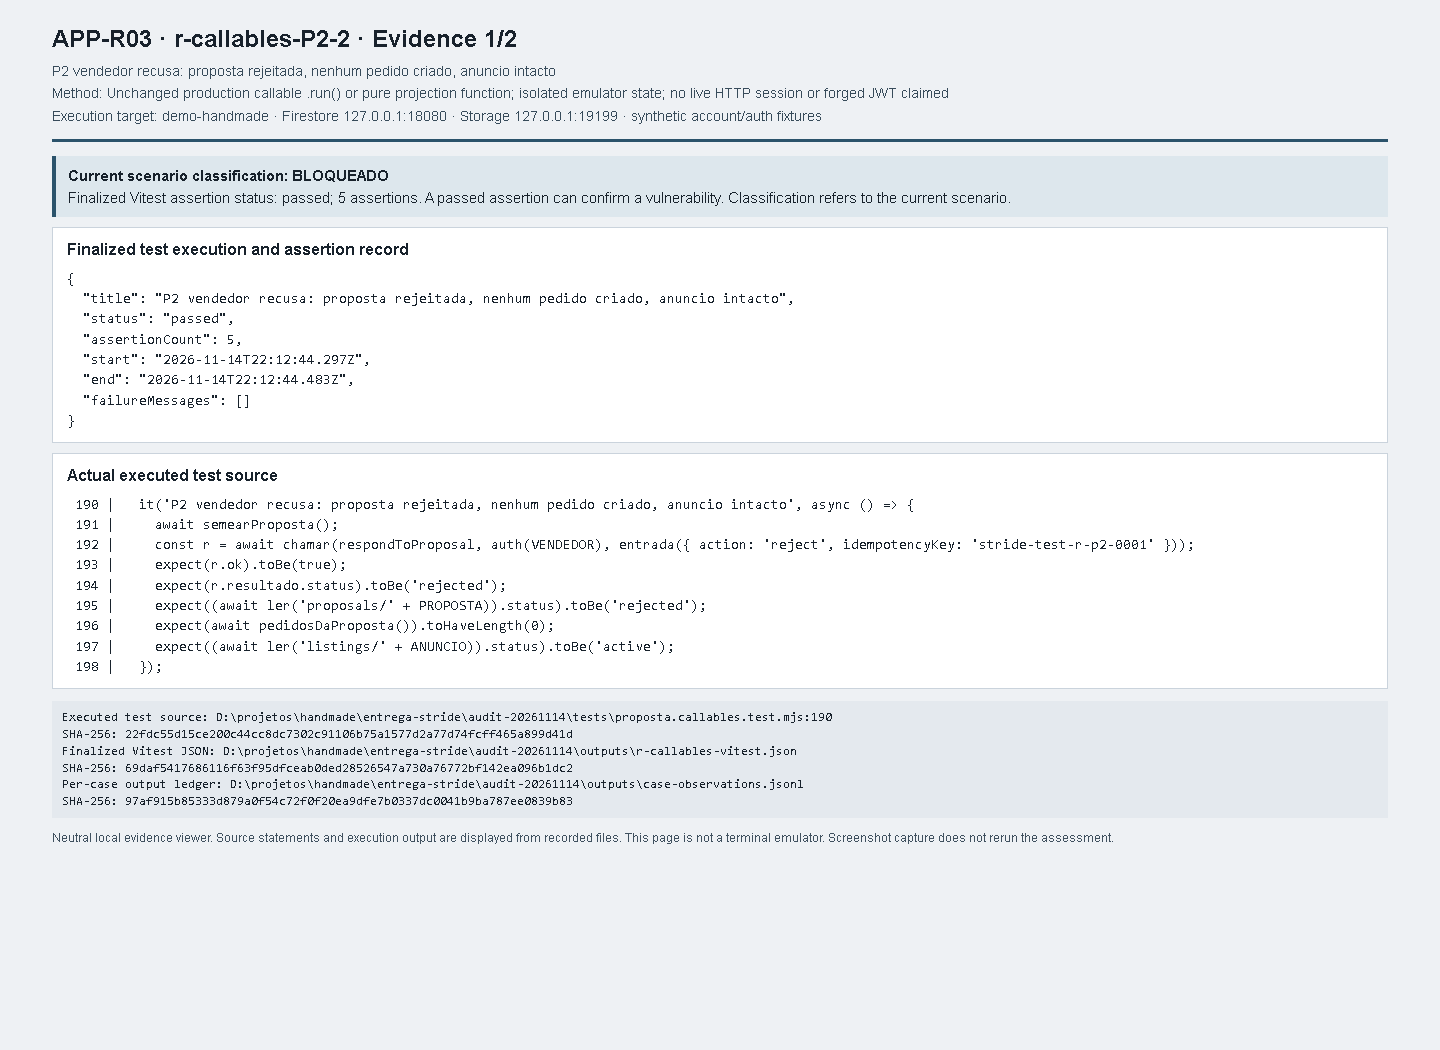 APP-R03 · r-callables-P2-2 · Evidence 1/2
P2 vendedor recusa: proposta rejeitada, nenhum pedido criado, anuncio intacto
Method: Unchanged production callable .run() or pure projection function; isolated emulator state; no live HTTP session or forged JWT claimed
Execution target: demo-handmade · Firestore 127.0.0.1:18080 · Storage 127.0.0.1:19199 · synthetic account/auth fixtures
Current scenario classification: BLOQUEADO
Finalized Vitest assertion status: passed; 5 assertions. A passed assertion can confirm a vulnerability. Classification refers to the current scenario.
Finalized test execution and assertion record
{
  "title": "P2 vendedor recusa: proposta rejeitada, nenhum pedido criado, anuncio intacto",
  "status": "passed",
  "assertionCount": 5,
  "start": "2026-11-14T22:12:44.297Z",
  "end": "2026-11-14T22:12:44.483Z",
  "failureMessages": []
}
Actual executed test source
190 |   it('P2 vendedor recusa: proposta rejeitada, nenhum pedido criado, anuncio intacto', async () => {
191 |     await semearProposta();
192 |     const r = await chamar(respondToProposal, auth(VENDEDOR), entrada({ action: 'reject', idempotencyKey: 'stride-test-r-p2-0001' }));
193 |     expect(r.ok).toBe(true);
194 |     expect(r.resultado.status).toBe('rejected');
195 |     expect((await ler('proposals/' + PROPOSTA)).status).toBe('rejected');
196 |     expect(await pedidosDaProposta()).toHaveLength(0);
197 |     expect((await ler('listings/' + ANUNCIO)).status).toBe('active');
198 |   });
Executed test source: D:\projetos\handmade\entrega-stride\audit-20261114\tests\proposta.callables.test.mjs:190
SHA-256: 22fdc55d15ce200c44cc8dc7302c91106b75a1577d2a77d74fcff465a899d41d
Finalized Vitest JSON: D:\projetos\handmade\entrega-stride\audit-20261114\outputs\r-callables-vitest.json
SHA-256: 69daf5417686116f63f95dfceab0ded28526547a730a76772bf142ea096b1dc2
Per-case output ledger: D:\projetos\handmade\entrega-stride\audit-20261114\outputs\case-observations.jsonl
SHA-256: 97af915b85333d879a0f54c72f0f20ea9dfe7b0337dc0041b9ba787ee0839b83
Neutral local evidence viewer. Source statements and execution output are displayed from recorded files. This page is not a terminal emulator. Screenshot capture does not rerun the assessment.